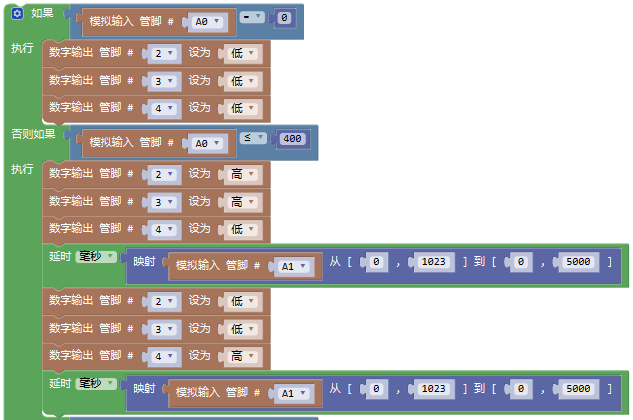 如果 模拟输入 管脚 # A0 = 0
执行 数字输出 管脚 # 2 设为 低
数字输出 管脚 # 3 设为 低
数字输出 管脚 # 4 设为 低
否则如果 模拟输入 管脚 # A0 ≤ 400
执行 数字输出 管脚 # 2 设为 高
数字输出 管脚 # 3 设为 高
数字输出 管脚 # 4 设为 低
延时 毫秒 映射 模拟输入 管脚 # A1 从 [ 0 , 1023 ] 到 [ 0 , 5000 ]
数字输出 管脚 # 2 设为 低
数字输出 管脚 # 3 设为 低
数字输出 管脚 # 4 设为 高
延时 毫秒 映射 模拟输入 管脚 # A1 从 [ 0 , 1023 ] 到 [ 0 , 5000 ]